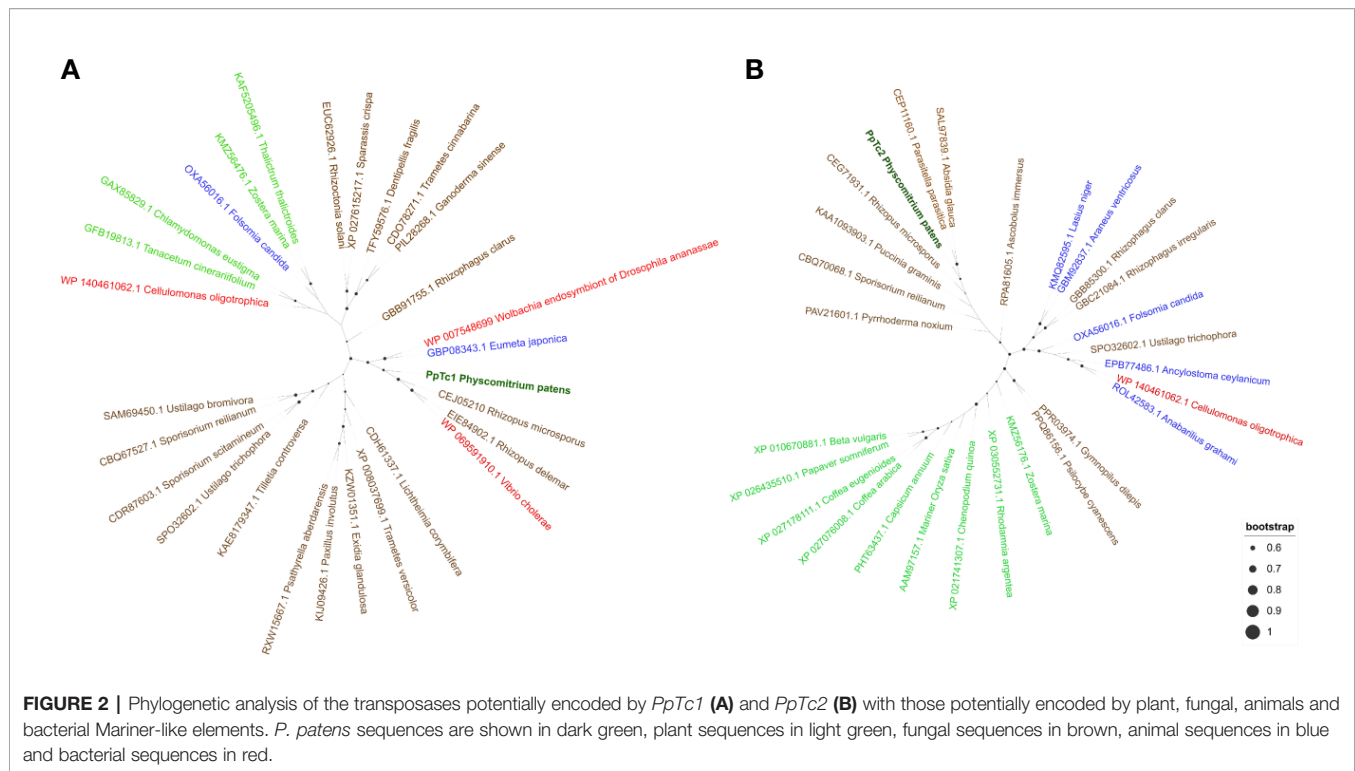 A
B
KAF5205496.1 Thalictrum thalictroides
KMZ56476.1 Zostera marina
OXA56016.1 Folsomia candida
GAX85829.1 Chlamydomonas eustigma
GFB19813.1 Tanacetum cinerariifolium
WP 140461062.1 Cellulomonas oligotrophica
EUC62926.1 Rhizoctonia solani
XP 027615217.1 Sparassis crispa
TFY59576.1 Dentipellis fragilis
CDO78271.1 Trametes cinnabarina
PIL28268.1 Ganoderma sinense
GBB91755.1 Rhizophagus clarus
WP 007548699 Wolbachia endosymbiont of Drosophila ananassae
GBP08343.1 Eumeta japonica
PpTc1 Physcomitrium patens
CEJ05210 Rhizopus microsporus
EIE84902.1 Rhizopus delemar
WP 069591910.1 Vibrio cholerae
CDH61337.1 Lichtheimia corymbifera
XP 008037699.1 Trametes versicolor
KZW01351.1 Exidia glandulosa
KIJ09426.1 Paxillus involutus
RXW15667.1 Psathyrella aberdarensis
KAE8179347.1 Tilletia controversa
SPO32602.1 Ustilago trichophora
CDR87603.1 Sporisorium scitamineum
CBQ67527.1 Sporisorium reilianum
SAM69450.1 Ustilago bromivora
SAL97839.1 Absidia glauca
CEP11160.1 Parasitella parasitica
PpTc2 Physcomitrium patens
CEG71931.1 Rhizopus microsporus
KAA1093903.1 Puccinia graminis
CBQ70068.1 Sporisorium reilianum
PAV21601.1 Pyrrhoderma noxium
RPA81605.1 Ascobolus immersus
KMQ82595.1 Lasius niger
GBM92837.1 Araneus ventricosus
GBB85300.1 Rhizophagus clarus
GBC21084.1 Rhizophagus irregularis
OXA56016.1 Folsomia candida
SPO32602.1 Ustilago trichophora
EPB77486.1 Ancylostoma ceylanicum
WP 140461062.1 Cellulomonas oligotrophica
ROL42583.1 Anabarilius grahami
PPR03974.1 Gymnopilus dilepis
PPQ86156.1 Psilocybe cyanescens
KMZ56176.1 Zostera marina
XP 030552731.1 Rhodamnia argentea
XP 021741307.1 Chenopodium quinoa
AAM97157.1 Mariner Oryza sativa
PHT63437.1 Capsicum annuum
XP 027076008.1 Coffea arabica
XP 027178111.1 Coffea eugenioides
XP 026435510.1 Papaver somniferum
XP 010670881.1 Beta vulgaris
bootstrap
0.6
0.7
0.8
0.9
1
FIGURE 2 | Phylogenetic analysis of the transposases potentially encoded by PpTc1 (A) and PpTc2 (B) with those potentially encoded by plant, fungal, animals and
bacterial Mariner-like elements. P. patens sequences are shown in dark green, plant sequences in light green, fungal sequences in brown, animal sequences in blue
and bacterial sequences in red.